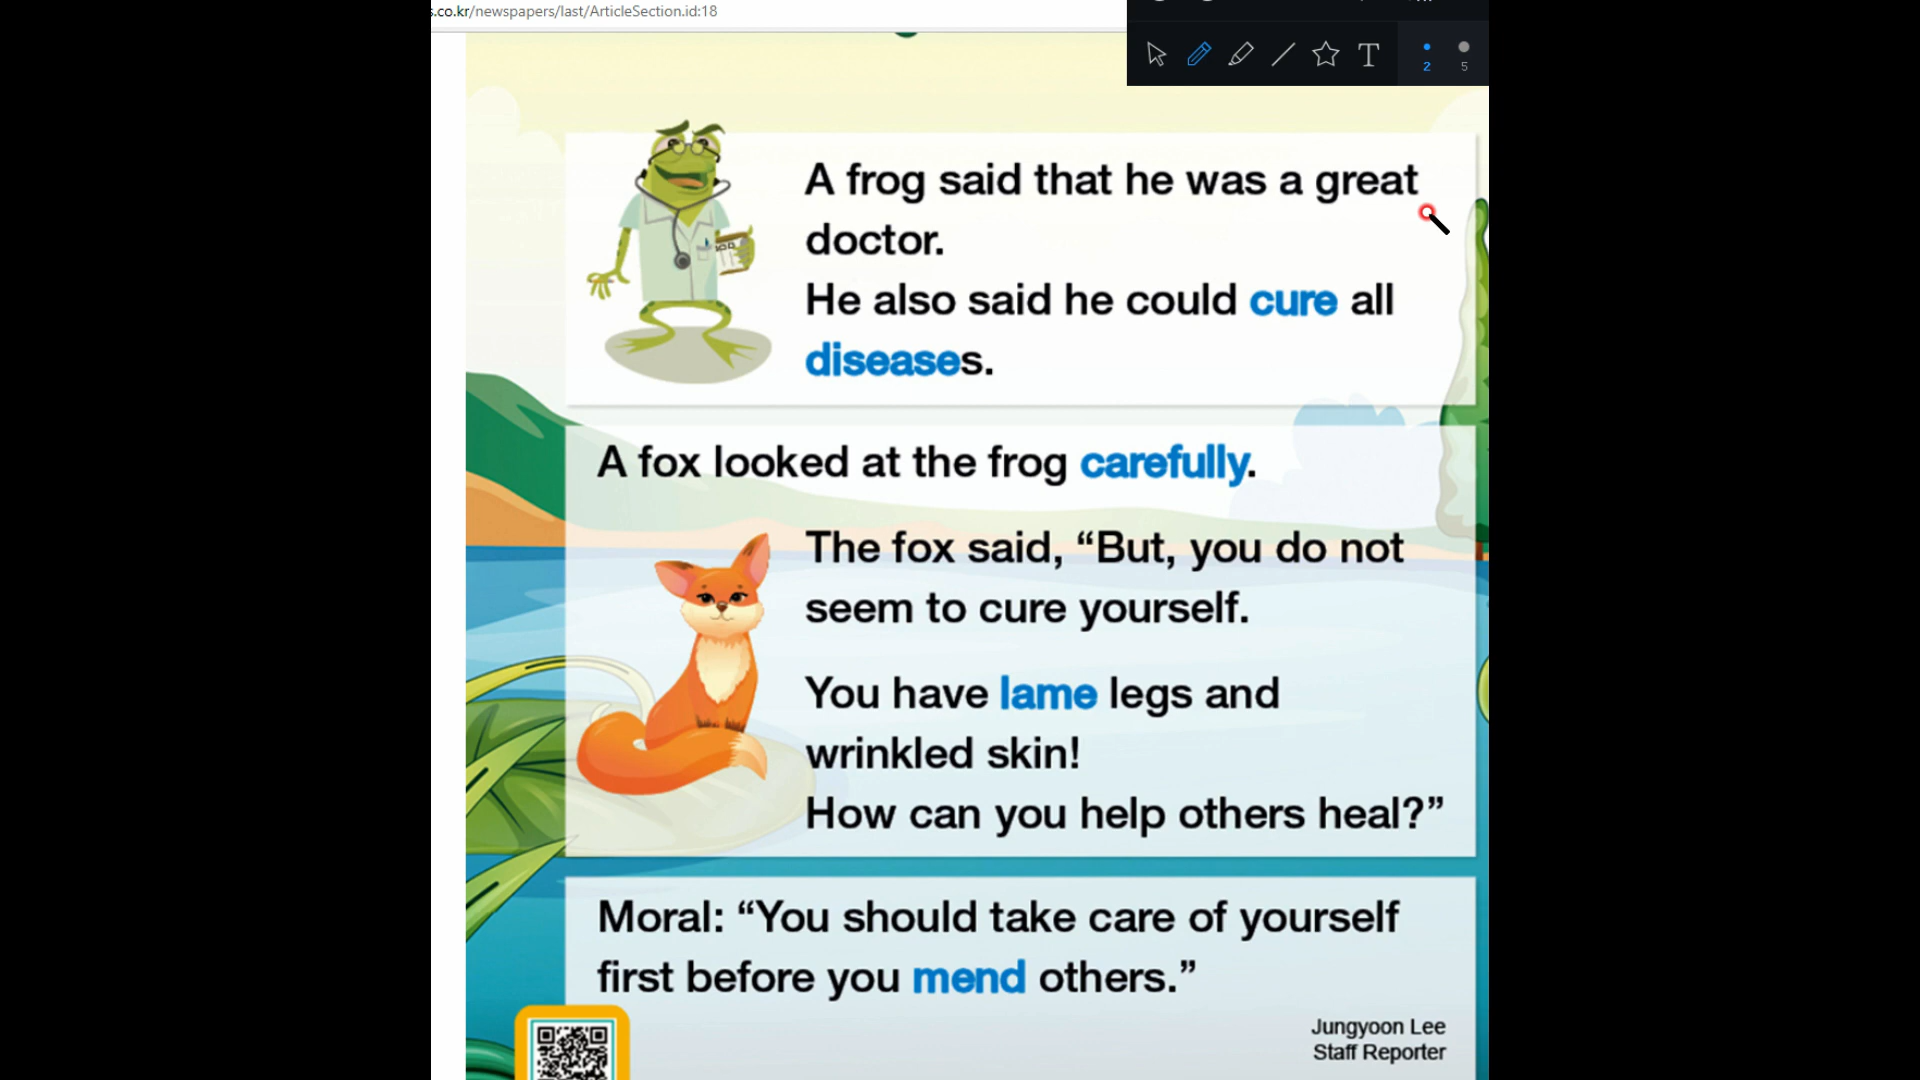 s.co.kr/newspapers/last/ArticleSection.id:18
2
5
A frog said that he was a great
doctor.
He also said he could cure all
diseases.
A fox looked at the frog carefully.
The fox said, “But, you do not
seem to cure yourself.
You have lame legs and
wrinkled skin!
How can you help others heal?”
Moral: “You should take care of yourself
first before you mend others.”
Jungyoon Lee
Staff Reporter